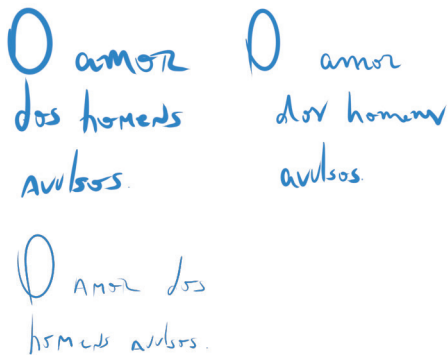 O amor
dos homens
avulsos.
O amor
dos homens
avulsos.
O amor dos
homens avulsos.